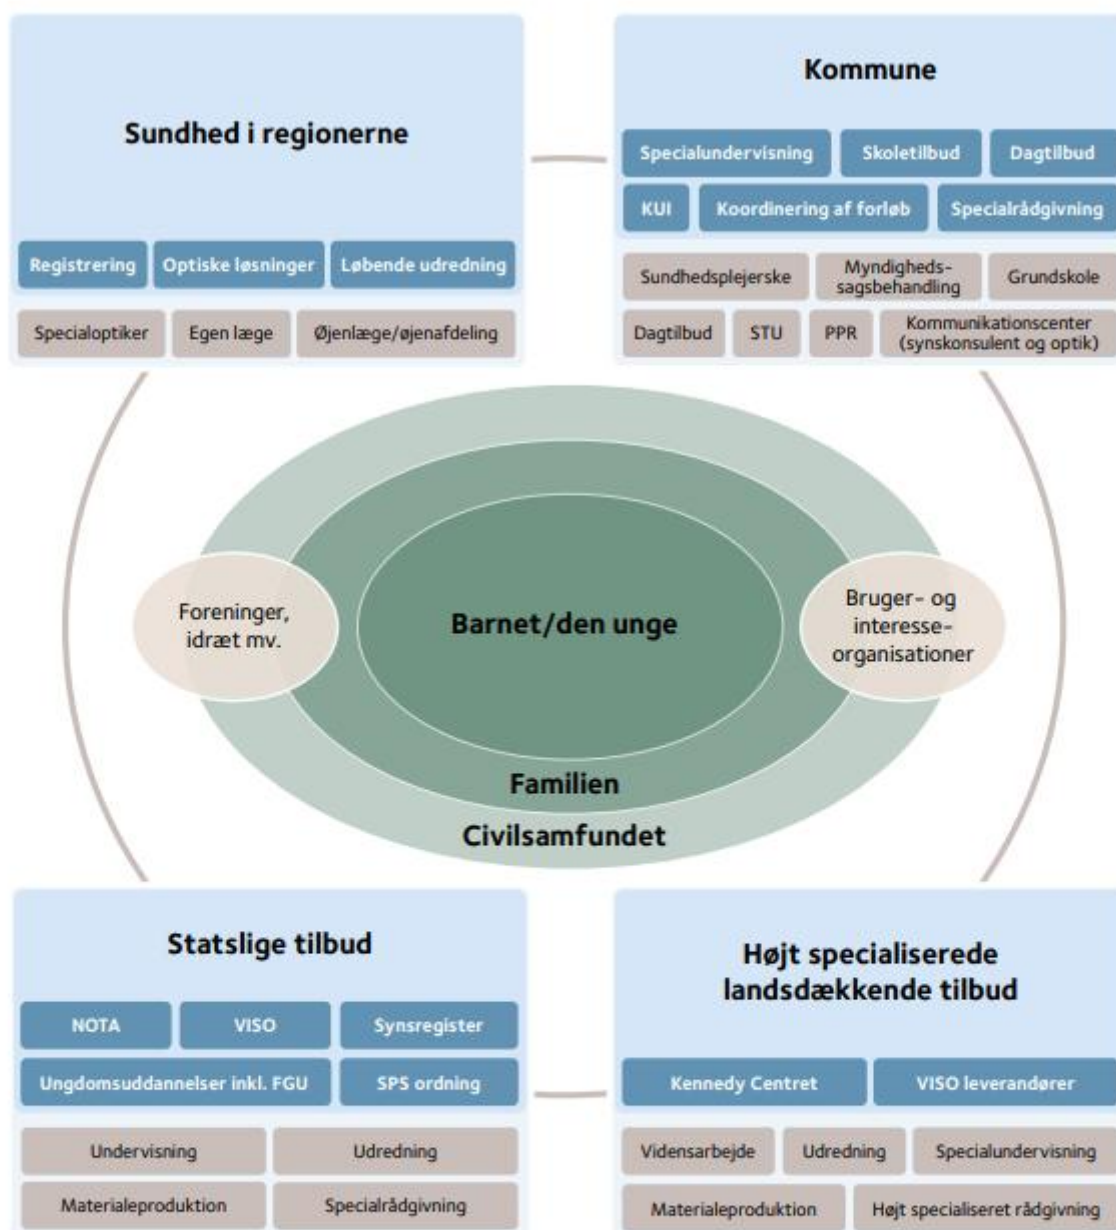 Sundhed i regionerne
Registrering
Optiske løsninger
Løbende udredning
Specialoptiker
Egen læge
Øjenlæge/øjenafdeling
Kommune
Specialundervisning
Skoletilbud
Dagtilbud
KUI
Koordinering af forløb
Specialrådgivning
Sundhedsplejerske
Myndigheds-
sagsbehandling
Grundskole
Dagtilbud
STU
PPR
Kommunikationscenter
(synskonsulent og optik)
Foreninger,
idræt mv.
Barnet/den unge
Bruger- og
interesse-
organisationer
Familien
Civilsamfundet
Statslige tilbud
NOTA
VISO
Synsregister
Ungdomsuddannelser inkl. FGU
SPS ordning
Undervisning
Udredning
Materialeproduktion
Specialrådgivning
Højt specialiserede
landsdækkende tilbud
Kennedy Centret
VISO leverandører
Vidensarbejde
Udredning
Specialundervisning
Materialeproduktion
Højt specialiseret rådgivning